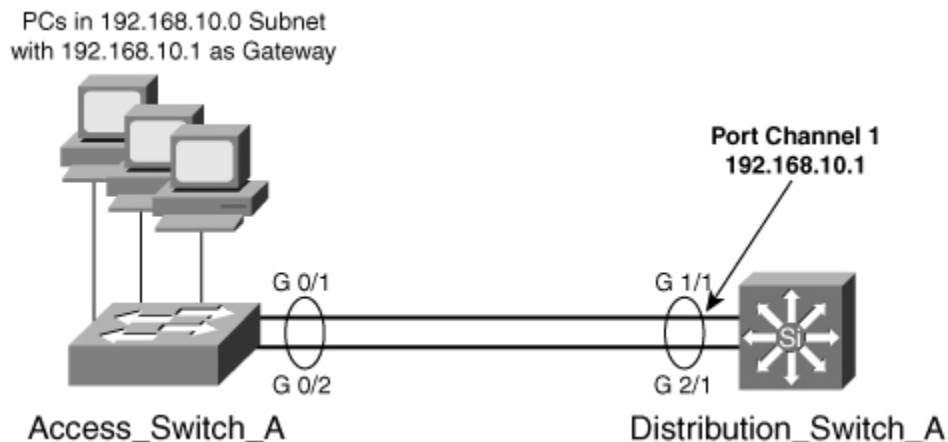 PCs in 192.168.10.0 Subnet
with 192.168.10.1 as Gateway
Port Channel 1
192.168.10.1
G 0/1
G 1/1
Si
G 0/2
G 2/1
Access_Switch_A
Distribution_Switch_A